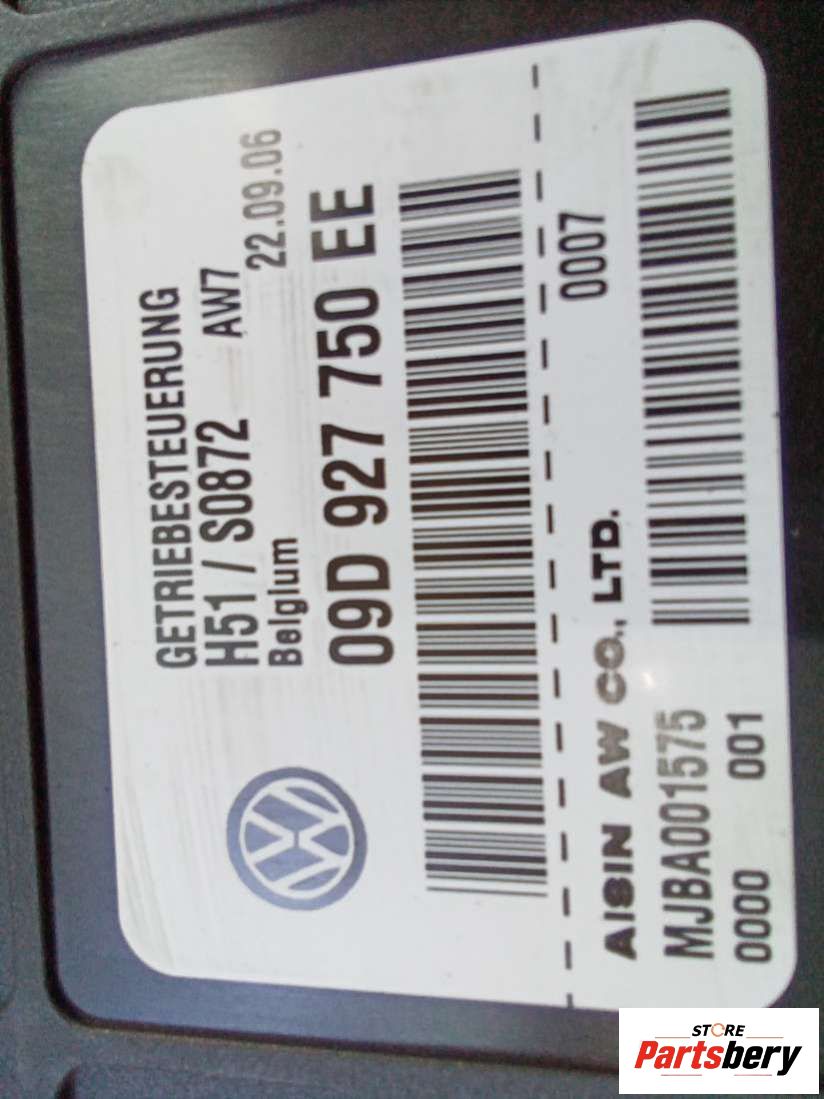 GETRIEBESTEUERUNG
H51 / S0872 AW7
Belgium 22.09.06
09D 927 750 EE
0007
AISIN AW CO., LTD.
MJBA001575
0000 001
STORE
Partsbery